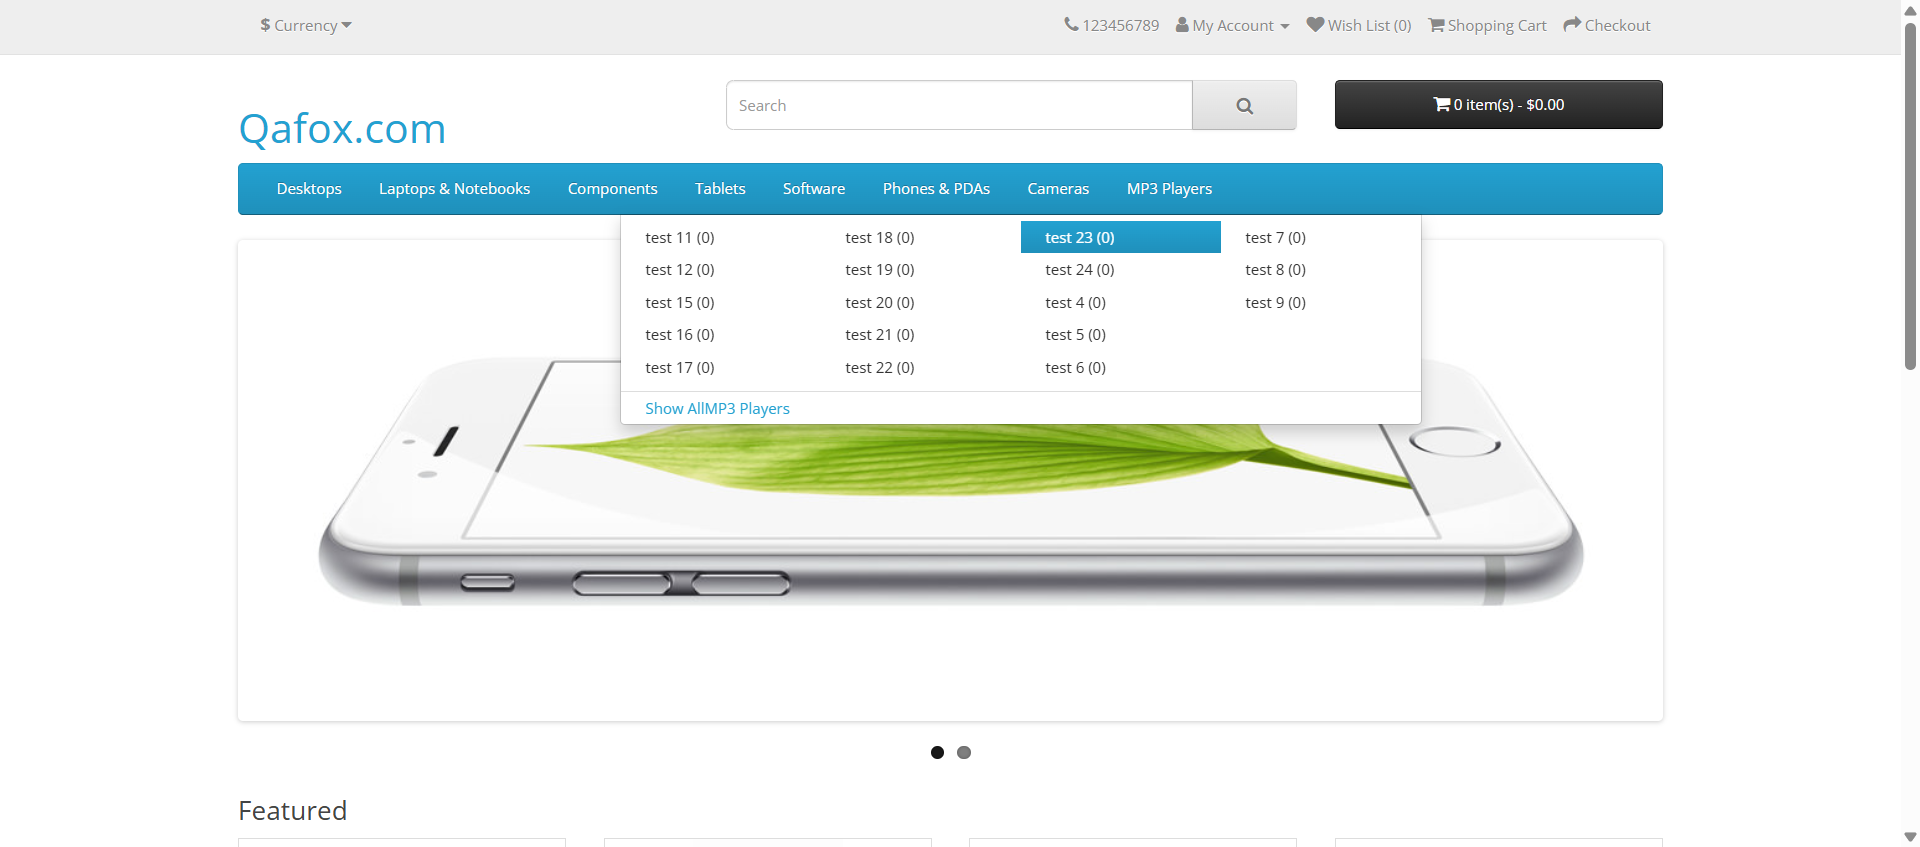 $ Currency
123456789 My Account Wish List (0) Shopping Cart Checkout
Search
0 item(s) - $0.00
Qafox.com
Desktops Laptops & Notebooks Components Tablets Software Phones & PDAs Cameras MP3 Players
test 11 (0) test 18 (0) test 23 (0) test 7 (0)
test 12 (0) test 19 (0) test 24 (0) test 8 (0)
test 15 (0) test 20 (0) test 4 (0) test 9 (0)
test 16 (0) test 21 (0) test 5 (0)
test 17 (0) test 22 (0) test 6 (0)
Show AllMP3 Players
Featured